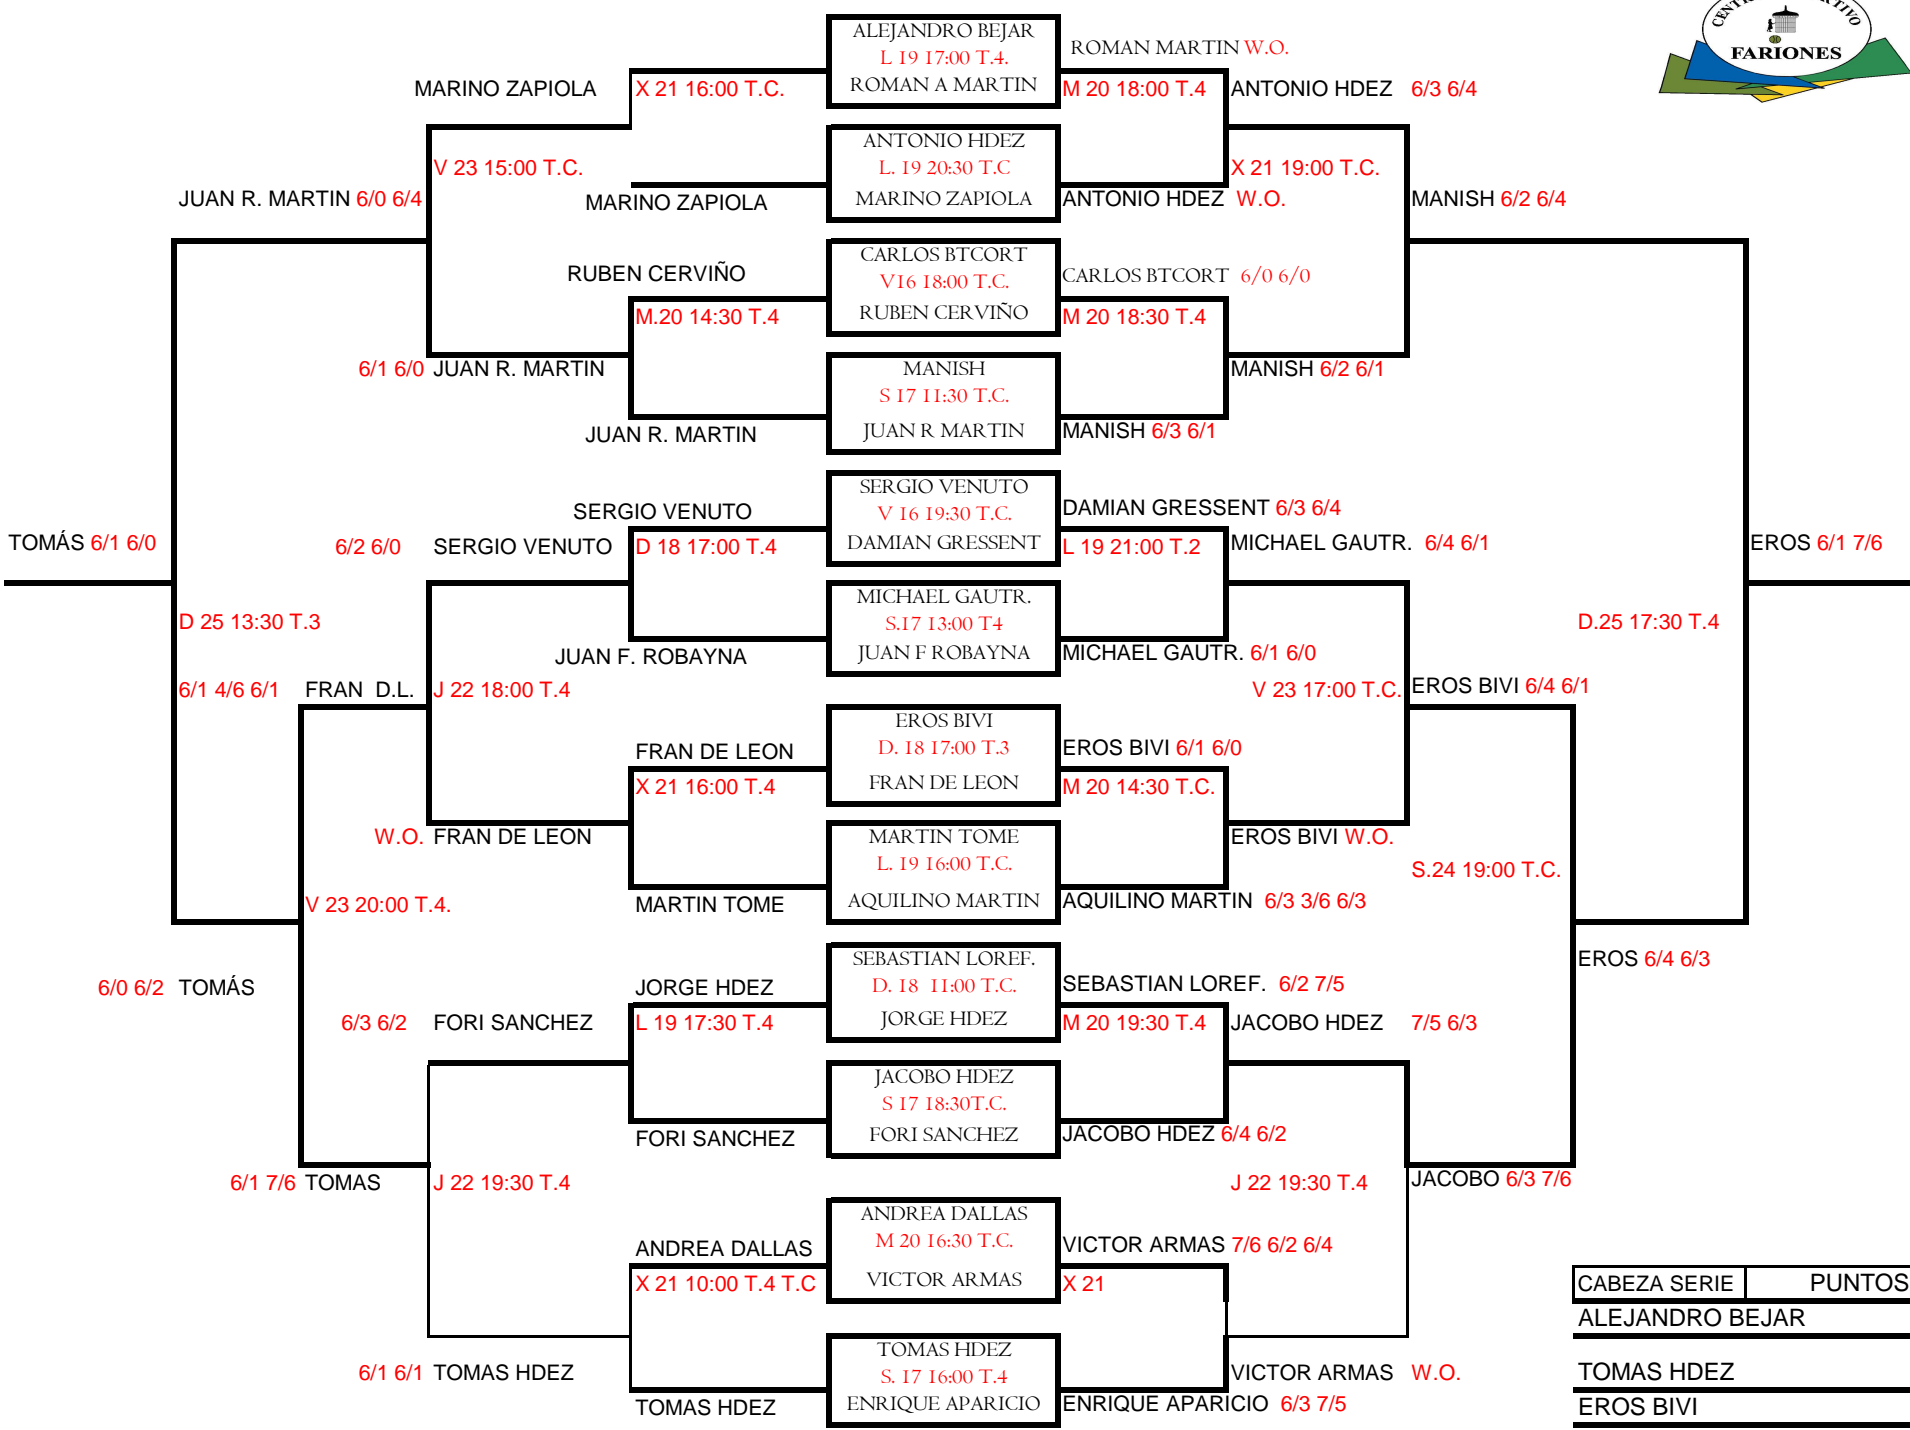 CENTR
RTIVO
FARIONES
ALEJANDRO BEJAR
L 19 17:00 T.4.
ROMAN A MARTIN
ROMAN MARTIN W.O.
MARINO ZAPIOLA
X 21 16:00 T.C.
M 20 18:00 T.4
ANTONIO HDEZ 6/3 6/4
ANTONIO HDEZ
L. 19 20:30 T.C
MARINO ZAPIOLA
V 23 15:00 T.C.
X 21 19:00 T.C.
JUAN R. MARTIN 6/0 6/4
MARINO ZAPIOLA
ANTONIO HDEZ W.O.
MANISH 6/2 6/4
CARLOS BTCORT
V16 18:00 T.C.
RUBEN CERVIÑO
RUBEN CERVIÑO
CARLOS BTCORT 6/0 6/0
M.20 14:30 T.4
M 20 18:30 T.4
6/1 6/0 JUAN R. MARTIN
MANISH
S 17 11:30 T.C.
JUAN R MARTIN
MANISH 6/2 6/1
JUAN R. MARTIN
MANISH 6/3 6/1
SERGIO VENUTO
V 16 19:30 T.C.
DAMIAN GRESSENT
SERGIO VENUTO
DAMIAN GRESSENT 6/3 6/4
TOMÁS 6/1 6/0
6/2 6/0 SERGIO VENUTO
D 18 17:00 T.4
L 19 21:00 T.2
MICHAEL GAUTR. 6/4 6/1
EROS 6/1 7/6
MICHAEL GAUTR.
S.17 13:00 T4
JUAN F ROBAYNA
D 25 13:30 T.3
D.25 17:30 T.4
JUAN F. ROBAYNA
MICHAEL GAUTR. 6/1 6/0
6/1 4/6 6/1
FRAN D.L.
J 22 18:00 T.4
V 23 17:00 T.C.
EROS BIVI 6/4 6/1
EROS BIVI
D. 18 17:00 T.3
FRAN DE LEON
FRAN DE LEON
EROS BIVI 6/1 6/0
X 21 16:00 T.4
M 20 14:30 T.C.
W.O. FRAN DE LEON
MARTIN TOME
L. 19 16:00 T.C.
AQUILINO MARTIN
EROS BIVI W.O.
S.24 19:00 T.C.
V 23 20:00 T.4.
MARTIN TOME
AQUILINO MARTIN 6/3 3/6 6/3
SEBASTIAN LOREF.
D. 18 11:00 T.C.
JORGE HDEZ
EROS 6/4 6/3
6/0 6/2 TOMÁS
JORGE HDEZ
SEBASTIAN LOREF. 6/2 7/5
6/3 6/2 FORI SANCHEZ
L 19 17:30 T.4
M 20 19:30 T.4
JACOBO HDEZ 7/5 6/3
JACOBO HDEZ
S 17 18:30T.C.
FORI SANCHEZ
FORI SANCHEZ
JACOBO HDEZ 6/4 6/2
6/1 7/6 TOMAS
J 22 19:30 T.4
J 22 19:30 T.4
JACOBO 6/3 7/6
ANDREA DALLAS
M 20 16:30 T.C.
VICTOR ARMAS
ANDREA DALLAS
VICTOR ARMAS 7/6 6/2 6/4
X 21 10:00 T.4 T.C
X 21
CABEZA SERIE PUNTOS
ALEJANDRO BEJAR
TOMAS HDEZ
S. 17 16:00 T.4
ENRIQUE APARICIO
6/1 6/1 TOMAS HDEZ
VICTOR ARMAS W.O.
TOMAS HDEZ
TOMAS HDEZ
ENRIQUE APARICIO 6/3 7/5
EROS BIVI